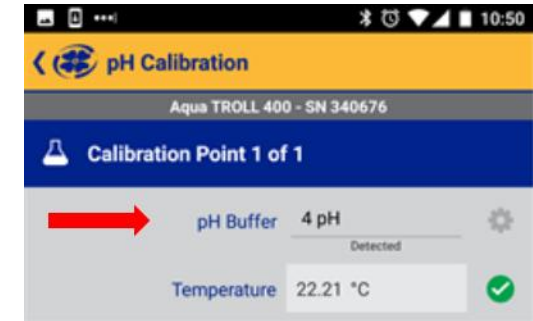 10:50
pH Calibration
Aqua TROLL 400 - SN 340676
Calibration Point 1 of 1
pH Buffer 4 pH
Detected
Temperature 22.21 °C